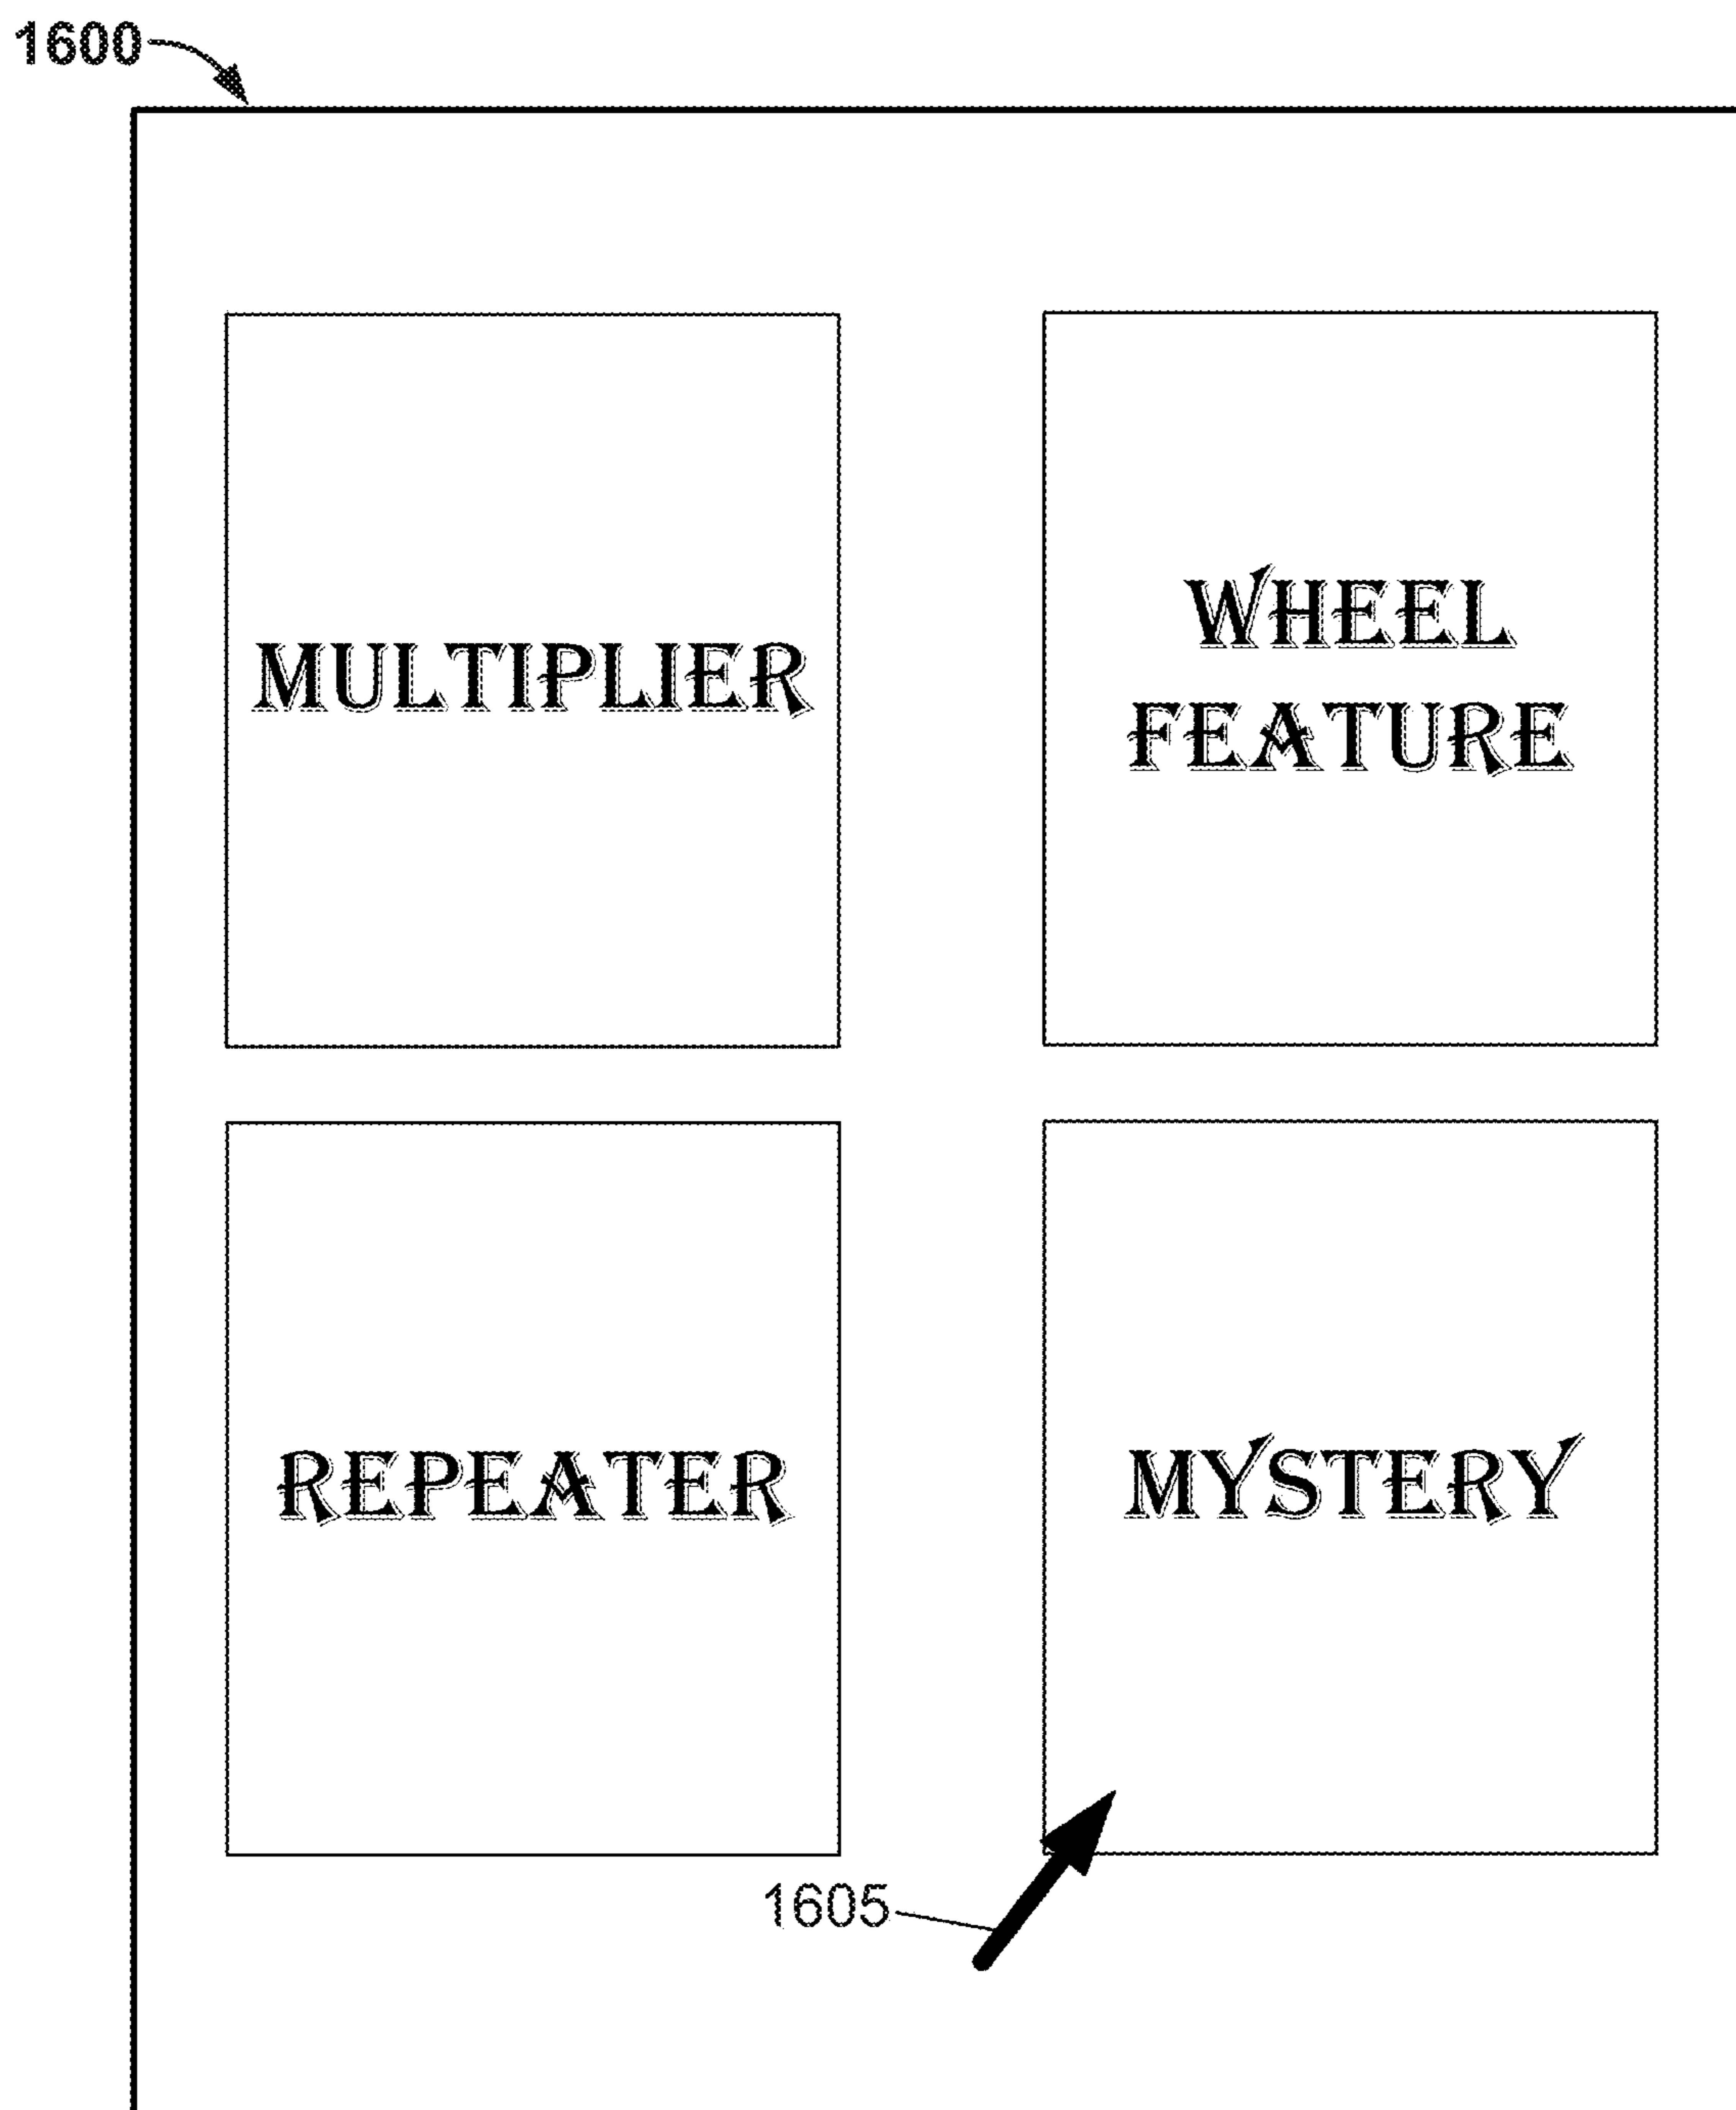 1600
MULTIPLIER
WHEEL
FEATURE
REPEATER
MYSTERY
1605